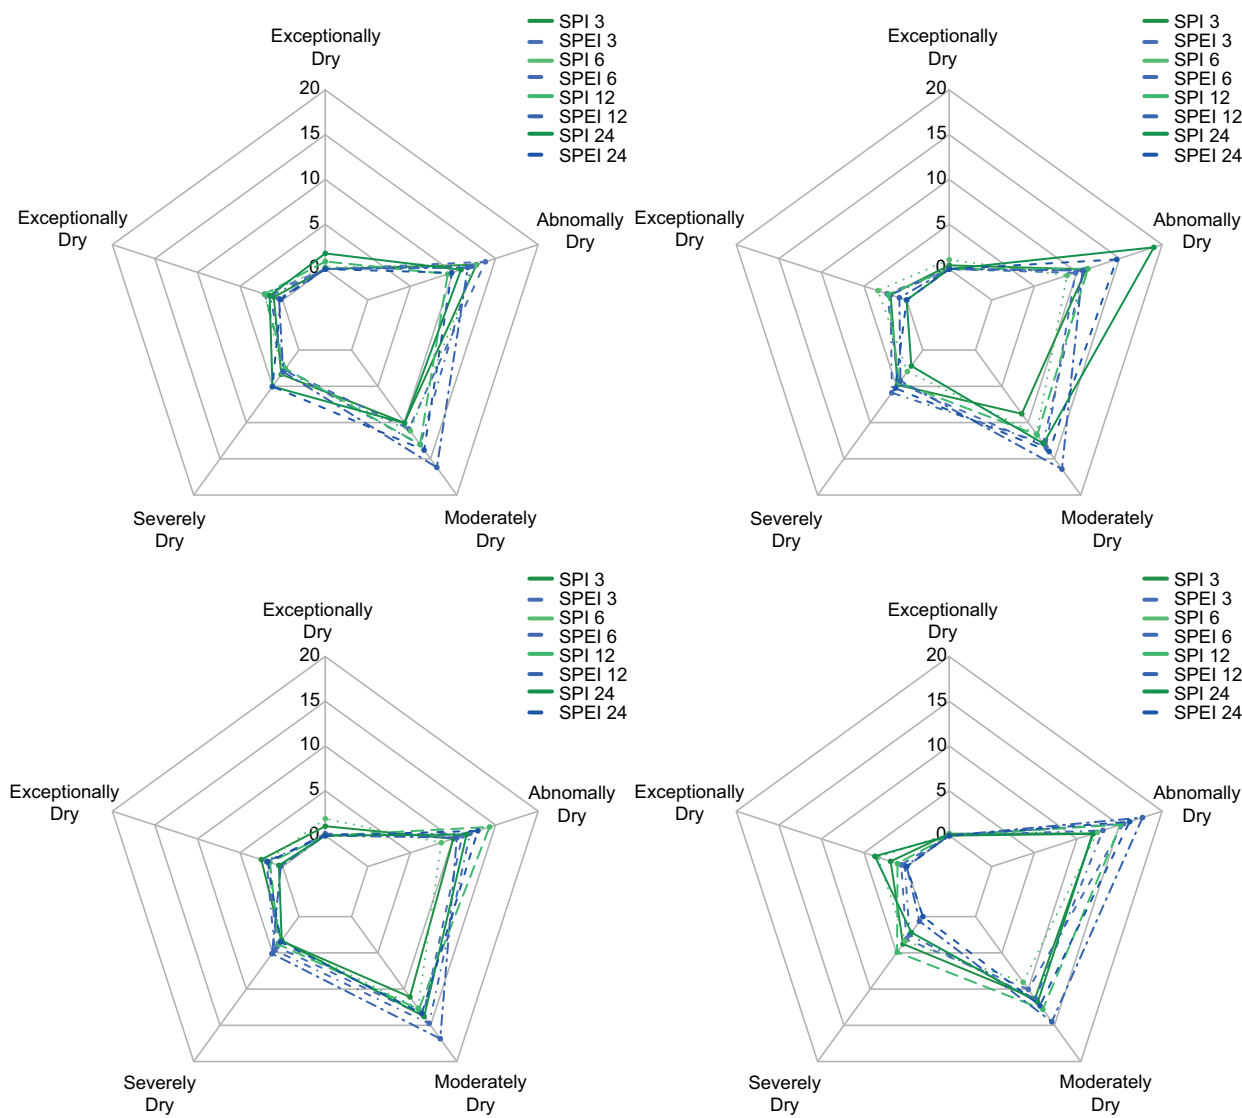 SPI 3
SPEI 3
SPI 6
SPEI 6
SPI 12
SPEI 12
SPI 24
SPEI 24
Exceptionally
Dry
20
15
10
5
0
Abnomally
Dry
Exceptionally
Dry
Severely
Dry
Moderately
Dry
SPI 3
SPEI 3
SPI 6
SPEI 6
SPI 12
SPEI 12
SPI 24
SPEI 24
Exceptionally
Dry
20
15
10
5
0
Abnomally
Dry
Exceptionally
Dry
Severely
Dry
Moderately
Dry
SPI 3
SPEI 3
SPI 6
SPEI 6
SPI 12
SPEI 12
SPI 24
SPEI 24
Exceptionally
Dry
20
15
10
5
0
Abnomally
Dry
Exceptionally
Dry
Severely
Dry
Moderately
Dry
SPI 3
SPEI 3
SPI 6
SPEI 6
SPI 12
SPEI 12
SPI 24
SPEI 24
Exceptionally
Dry
20
15
10
5
0
Abnomally
Dry
Exceptionally
Dry
Severely
Dry
Moderately
Dry